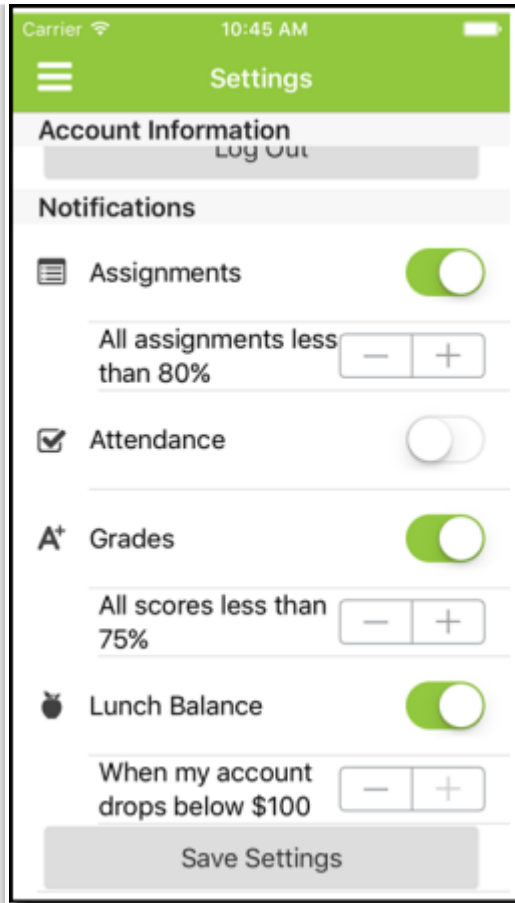 Carrier 10:45 AM
Settings
Account Information
Log Out
Notifications
Assignments
All assignments less
than 80%
Attendance
A+ Grades
All scores less than
75%
Lunch Balance
When my account
drops below $100
Save Settings